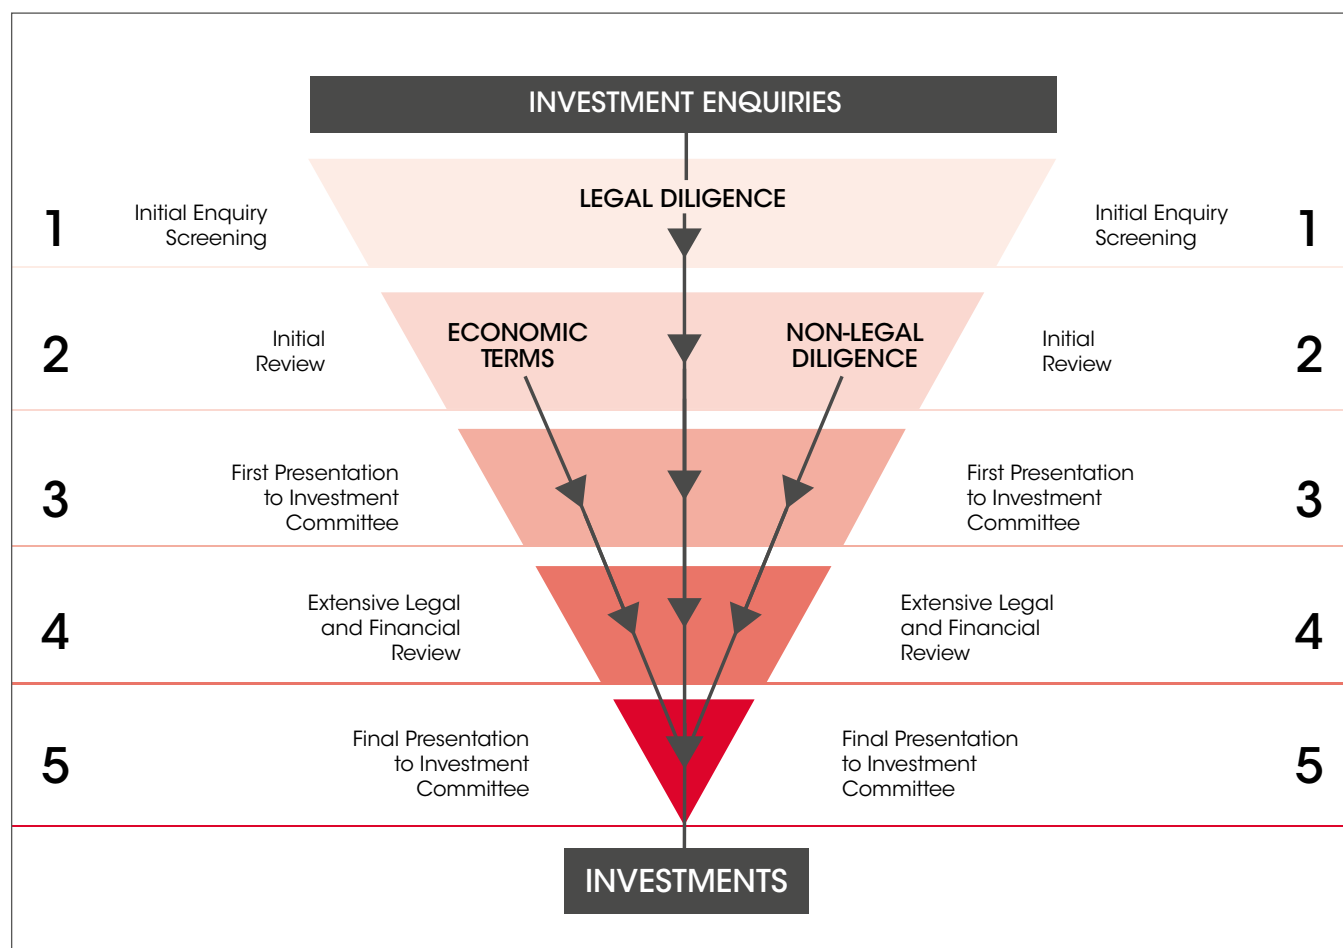 INVESTMENT ENQUIRIES
LEGAL DILIGENCE
1
Initial Enquiry
Screening
Initial Enquiry
Screening
1
2
Initial
Review
ECONOMIC
TERMS
NON-LEGAL
DILIGENCE
Initial
Review
2
3
First Presentation
to Investment
Committee
First Presentation
to Investment
Committee
3
4
Extensive Legal
and Financial
Review
Extensive Legal
and Financial
Review
4
5
Final Presentation
to Investment
Committee
Final Presentation
to Investment
Committee
5
INVESTMENTS